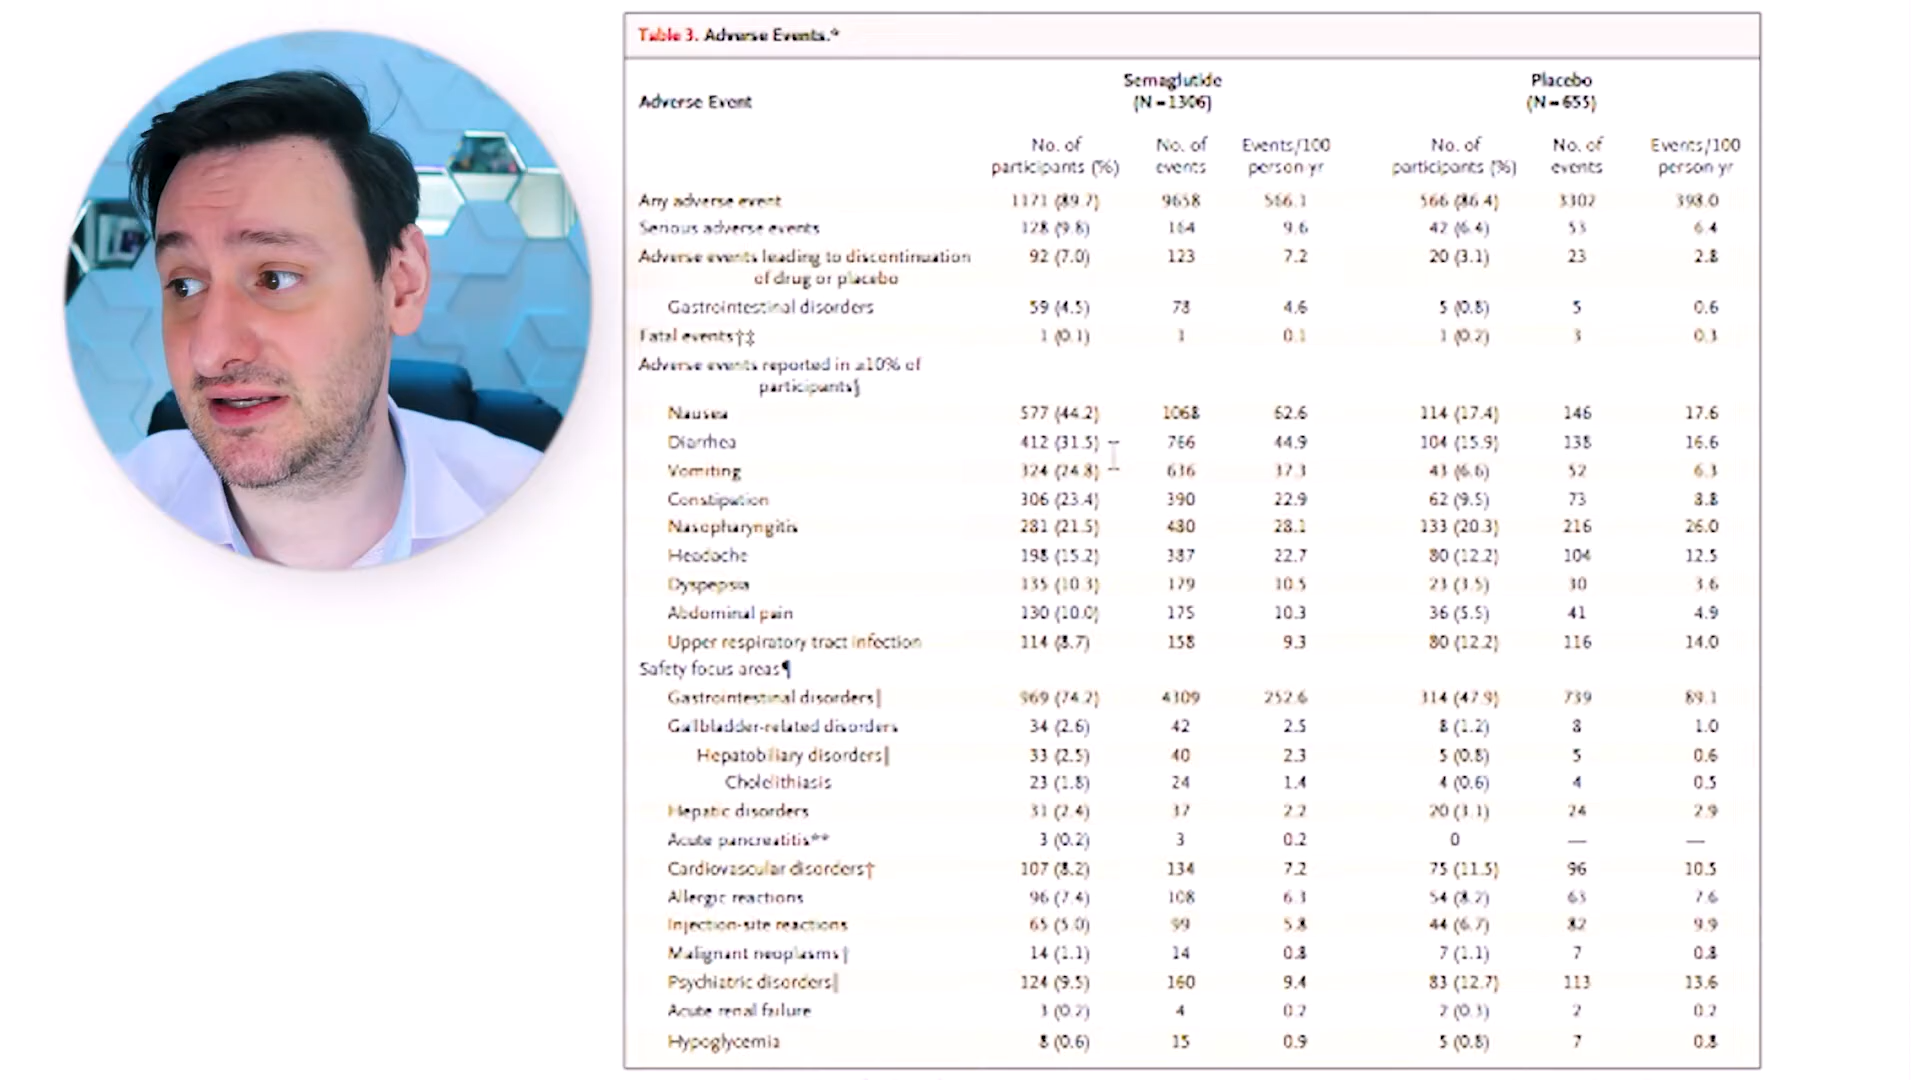 Table 3. Adverse Events.*
Adverse Event Semaglutide (N=1306) Placebo (N=655)
No. of participants (%) No. of events Events/100 person-yr No. of participants (%) No. of events Events/100 person-yr
Any adverse event 1171 (89.7) 9658 566.1 566 (86.4) 3302 398.0
Serious adverse events 128 (9.8) 164 9.6 42 (6.4) 53 6.4
Adverse events leading to discontinuation 92 (7.0) 123 7.2 20 (3.1) 23 2.8
of drug or placebo
Gastrointestinal disorders 59 (4.5) 78 4.6 5 (0.8) 5 0.6
Fatal events†‡ 1 (0.1) 1 0.1 1 (0.2) 3 0.3
Adverse events reported in ≥10% of
participants§
Nausea 577 (44.2) 1068 62.6 114 (17.4) 146 17.6
Diarrhea 412 (31.5) 766 44.9 104 (15.9) 138 16.6
Vomiting 324 (24.8) 636 37.3 43 (6.6) 52 6.3
Constipation 306 (23.4) 390 22.9 62 (9.5) 73 8.8
Nasopharyngitis 281 (21.5) 480 28.1 133 (20.3) 216 26.0
Headache 198 (15.2) 387 22.7 80 (12.2) 104 12.5
Dyspepsia 135 (10.3) 179 10.5 23 (3.5) 30 3.6
Abdominal pain 130 (10.0) 175 10.3 36 (5.5) 41 4.9
Upper respiratory tract infection 114 (8.7) 158 9.3 80 (12.2) 116 14.0
Safety focus areas¶
Gastrointestinal disorders‖ 969 (74.2) 4309 252.6 314 (47.9) 739 89.1
Gallbladder-related disorders 34 (2.6) 42 2.5 8 (1.2) 8 1.0
Hepatobiliary disorders‖ 33 (2.5) 40 2.3 5 (0.8) 5 0.6
Cholelithiasis 23 (1.8) 24 1.4 4 (0.6) 4 0.5
Hepatic disorders 31 (2.4) 37 2.2 20 (3.1) 24 2.9
Acute pancreatitis** 3 (0.2) 3 0.2 0 — —
Cardiovascular disorders† 107 (8.2) 134 7.2 75 (11.5) 96 10.5
Allergic reactions 96 (7.4) 108 6.3 54 (8.2) 63 7.6
Injection-site reactions 65 (5.0) 99 5.8 44 (6.7) 82 9.9
Malignant neoplasms† 14 (1.1) 14 0.8 7 (1.1) 7 0.8
Psychiatric disorders‖ 124 (9.5) 160 9.4 83 (12.7) 113 13.6
Acute renal failure 3 (0.2) 4 0.2 2 (0.3) 2 0.2
Hypoglycemia 8 (0.6) 15 0.9 5 (0.8) 7 0.8